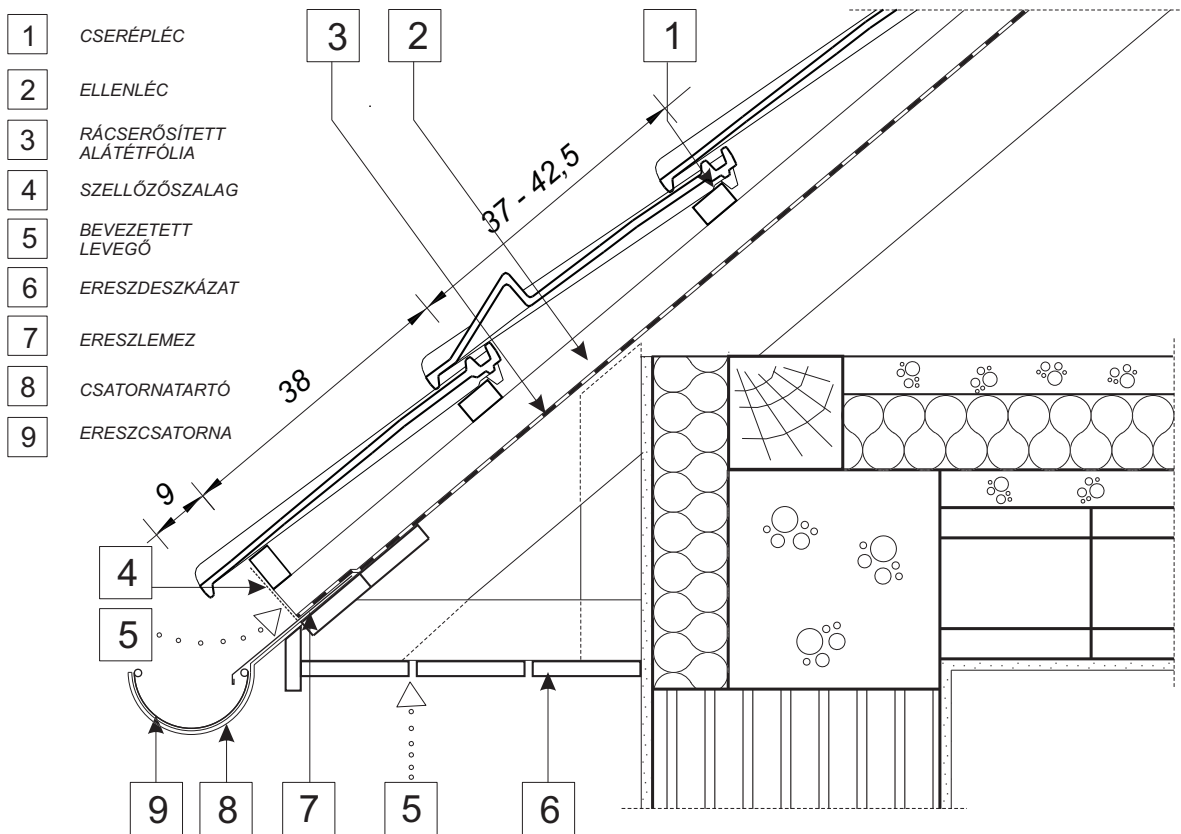 1 CSERÉPLÉC
2 ELLENLÉC
3 RÁCSERŐSÍTETT
ALÁTÉTFÓLIA
4 SZELLŐZŐSZALAG
5 BEVEZETETT
LEVEGŐ
6 ERESZDESZKÁZAT
7 ERESZLEMEZ
8 CSATORNATARTÓ
9 ERESZCSATORNA
3 2 1
37 - 42,5
38
9
4
5
9 8 7 5 6